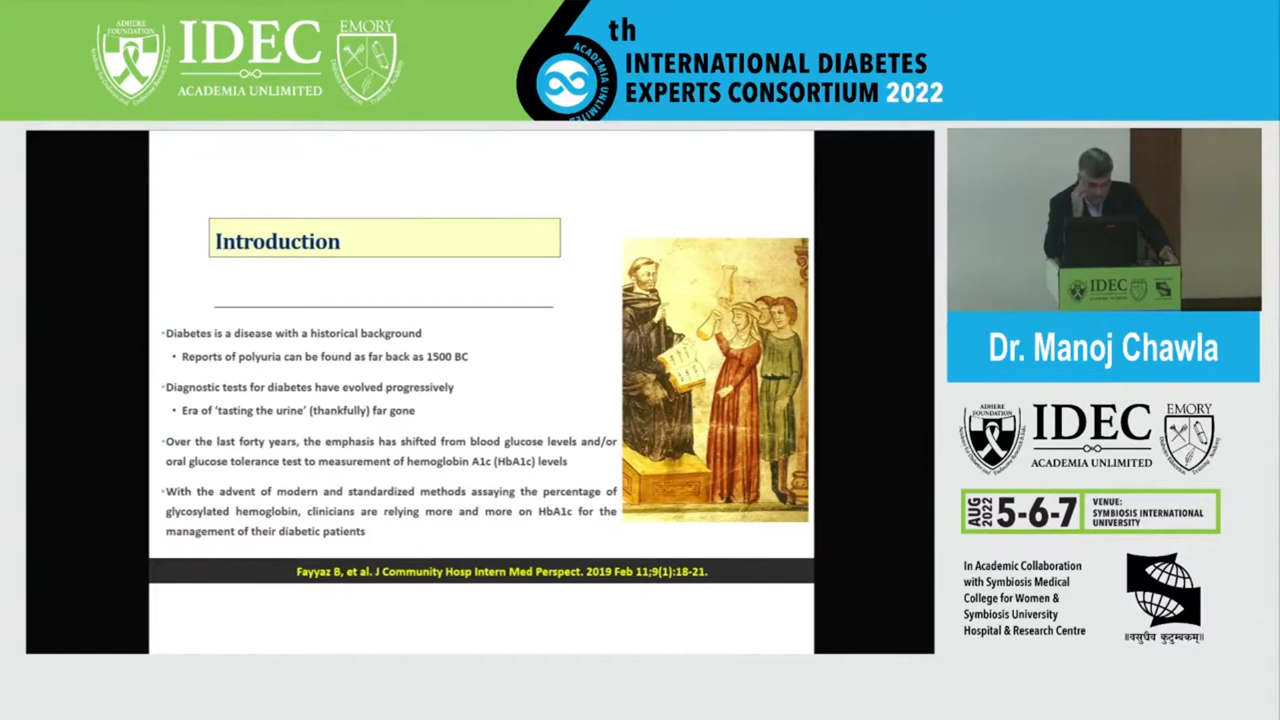 ADHERE
FOUNDATION
IDEC
ACADEMIA UNLIMITED
EMORY
6th
ACADEMIA UNLIMITED
INTERNATIONAL DIABETES
EXPERTS CONSORTIUM 2022
Introduction
Diabetes is a disease with a historical background
• Reports of polyuria can be found as far back as 1500 BC
Diagnostic tests for diabetes have evolved progressively
• Era of 'tasting the urine' (thankfully) far gone
Over the last forty years, the emphasis has shifted from blood glucose levels and/or
oral glucose tolerance test to measurement of hemoglobin A1c (HbA1c) levels
With the advent of modern and standardized methods assaying the percentage of
glycosylated hemoglobin, clinicians are relying more and more on HbA1c for the
management of their diabetic patients
Fayyaz B, et al. J Community Hosp Intern Med Perspect. 2019 Feb 11;9(1):18-21.
IDEC
Dr. Manoj Chawla
ADHERE
FOUNDATION
IDEC
ACADEMIA UNLIMITED
EMORY
AUG
2022
5-6-7
VENUE:
SYMBIOSIS INTERNATIONAL
UNIVERSITY
In Academic Collaboration
with Symbiosis Medical
College for Women &
Symbiosis University
Hospital & Research Centre
॥वसुधैव कुटुम्बकम्॥